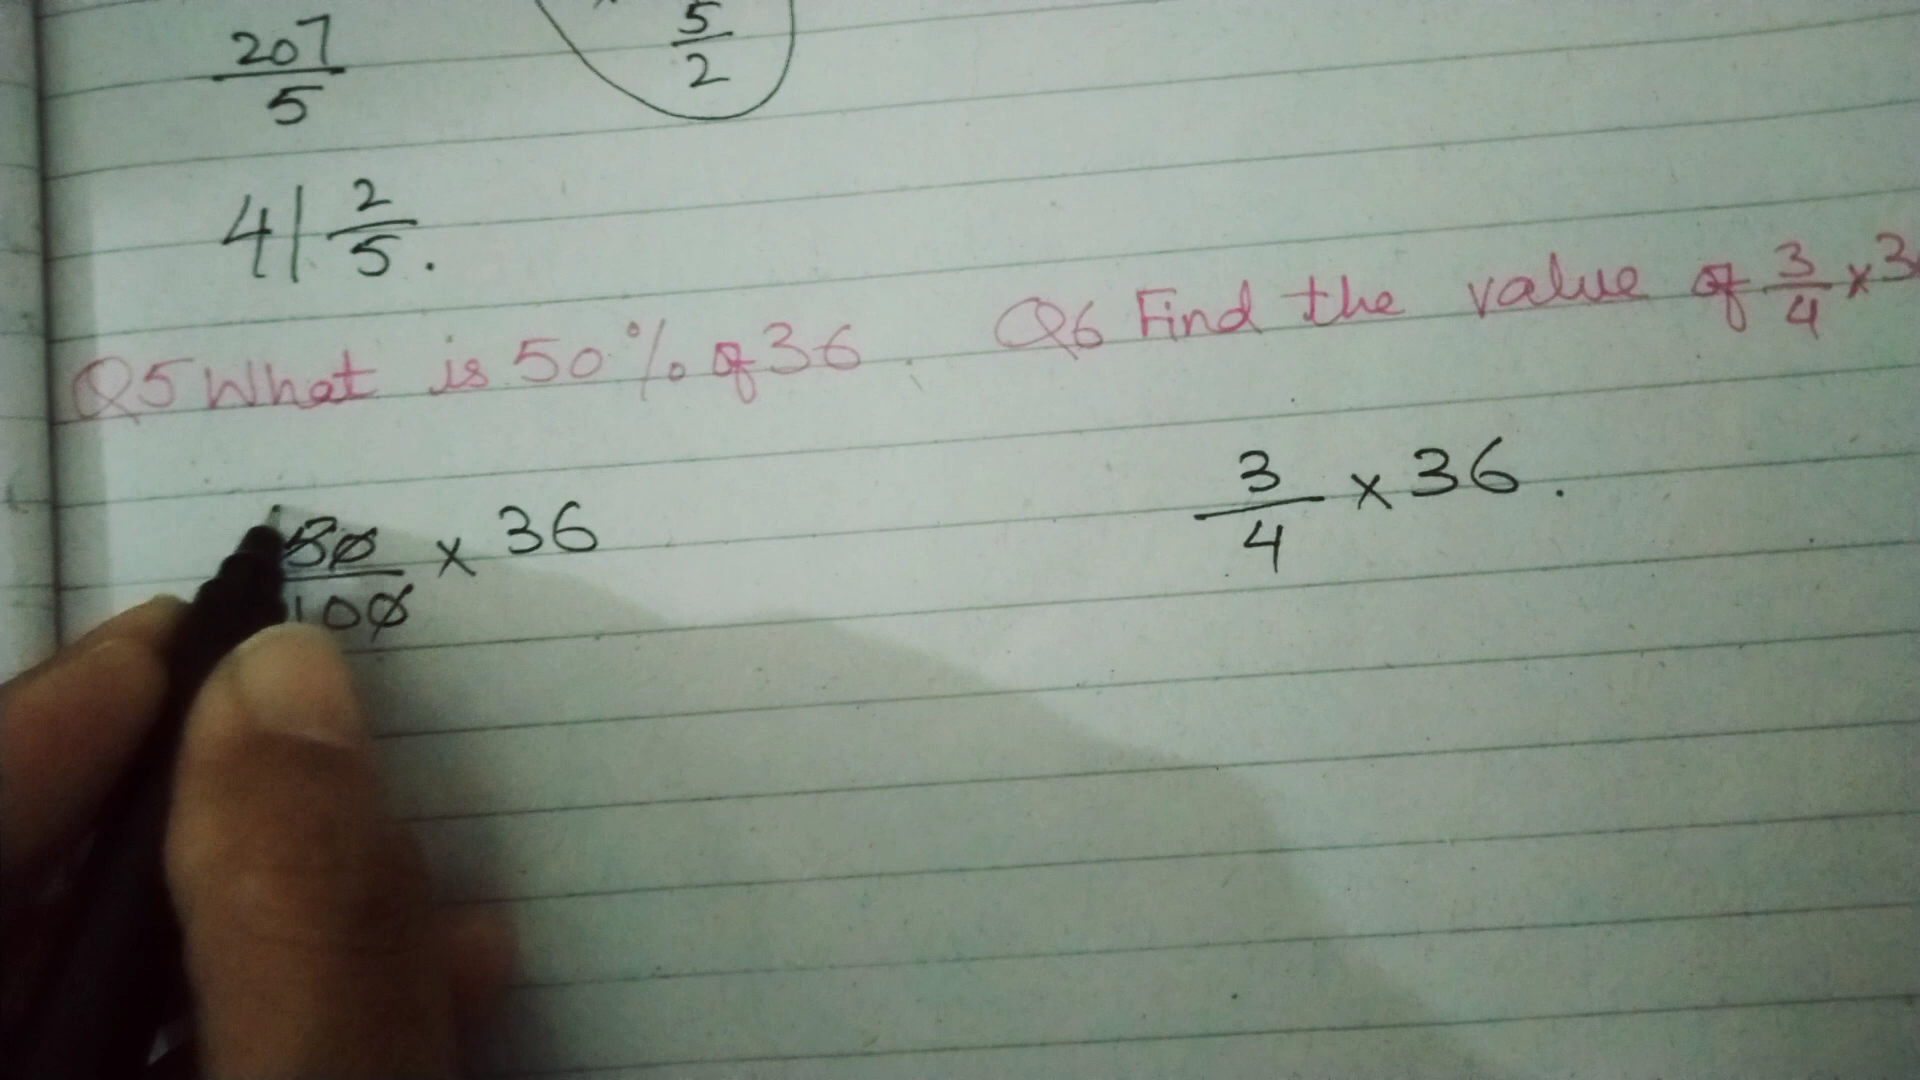 207
5
5
2
41 2/5.
Q5 What is 50% of 36.
50/100 × 36
Q6 Find the value of 3/4 × 3
3/4 × 36.